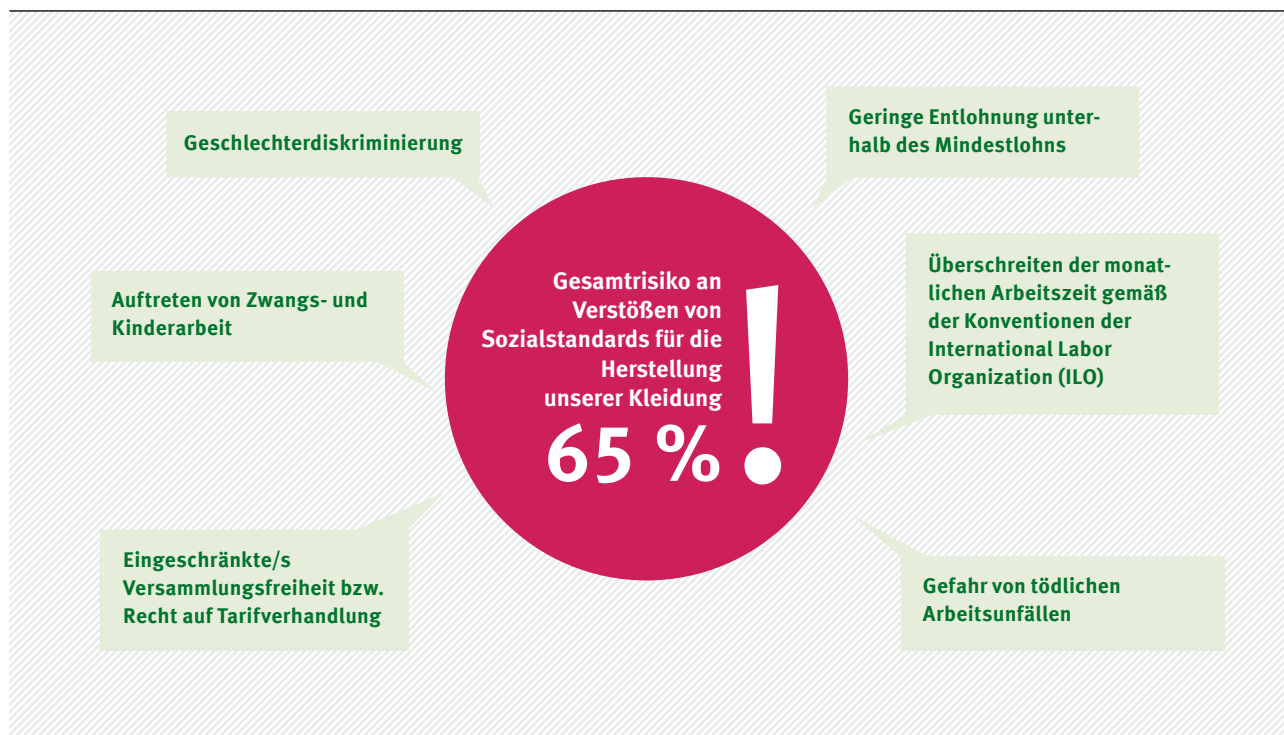 Geschlechterdiskriminierung
Geringe Entlohnung unter-
halb des Mindestlohns
Auftreten von Zwangs- und
Kinderarbeit
Gesamtrisiko an
Verstößen von
Sozialstandards für die
Herstellung
unserer Kleidung
65 %
!
Überschreiten der monat-
lichen Arbeitszeit gemäß
der Konventionen der
International Labor
Organization (ILO)
Eingeschränkte/s
Versammlungsfreiheit bzw.
Recht auf Tarifverhandlung
Gefahr von tödlichen
Arbeitsunfällen